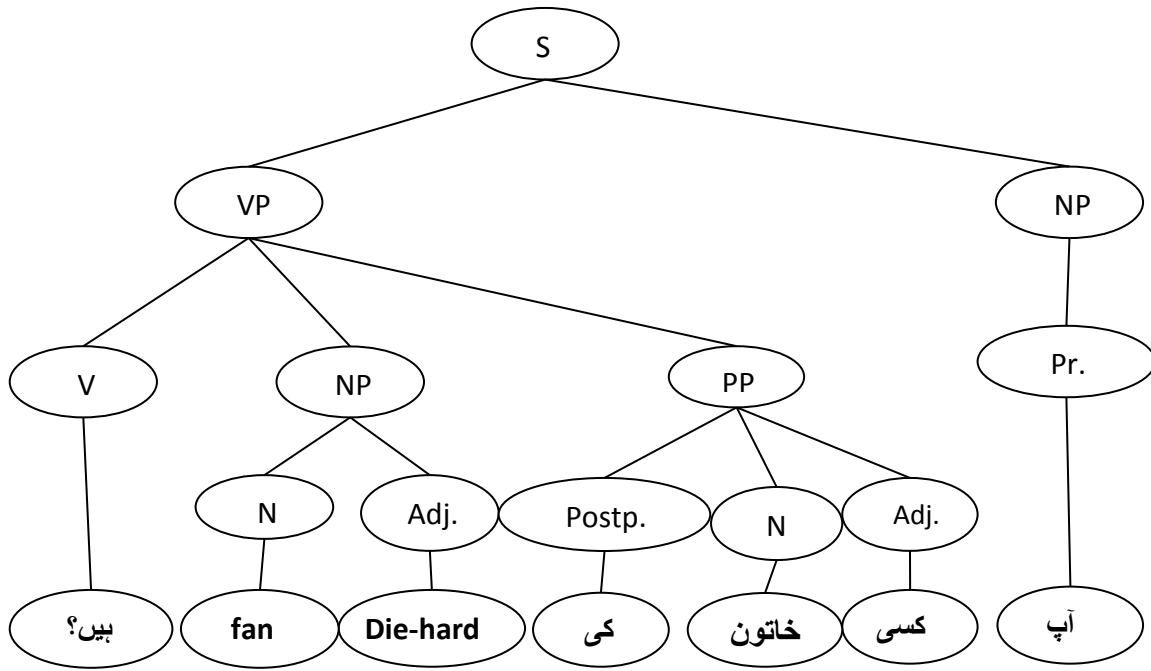 S
VP NP
V NP PP Pr.
N Adj. Postp. N Adj.
ہیں؟ fan Die-hard کی خاتون کسی آپ